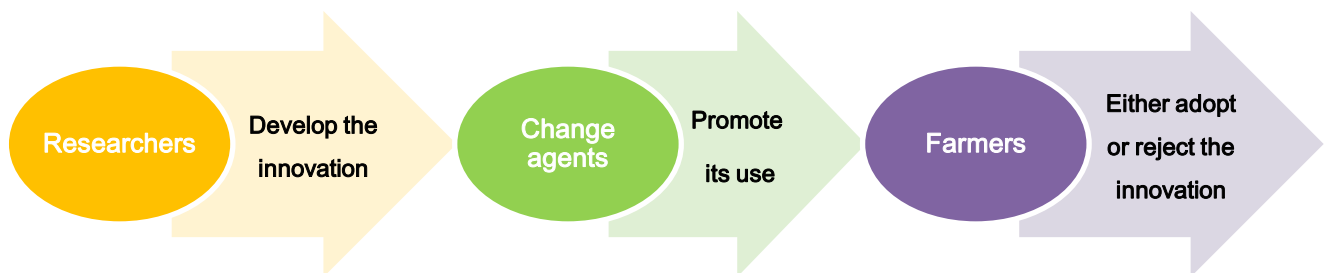 Researchers
Develop the
innovation
Change
agents
Promote
its use
Farmers
Either adopt
or reject the
innovation